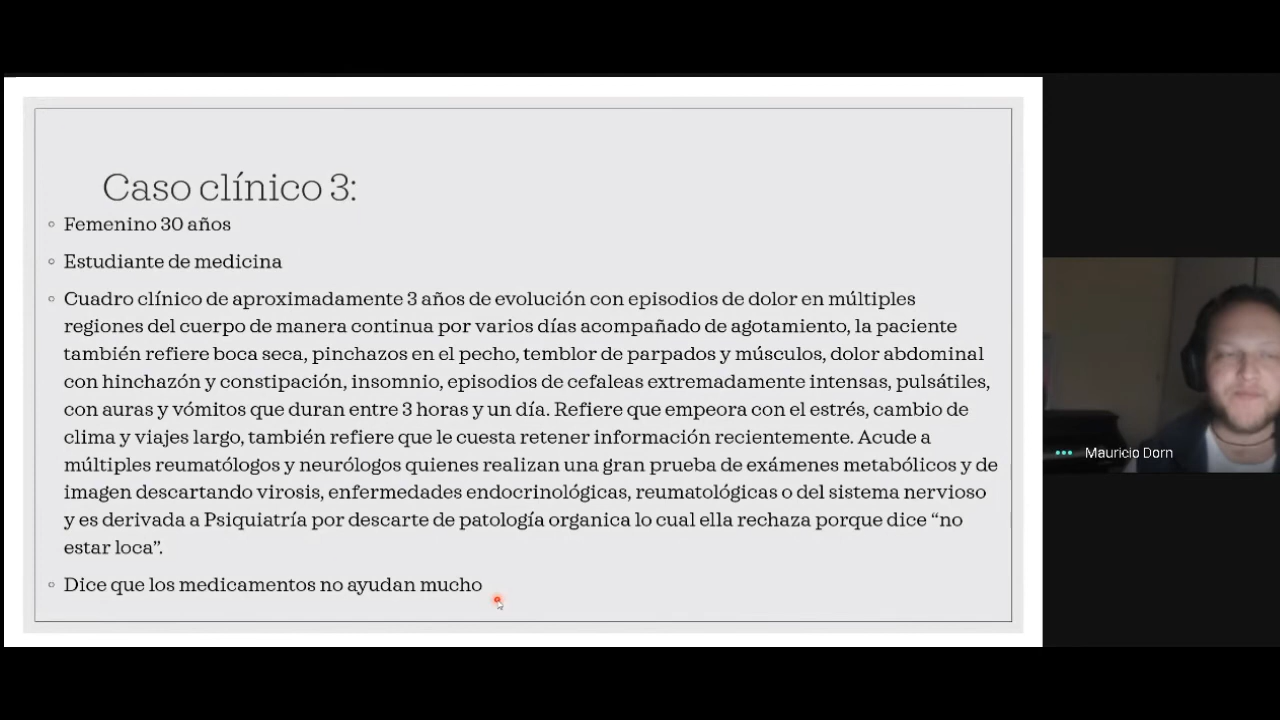 Caso clínico 3:
Femenino 30 años
Estudiante de medicina
Cuadro clínico de aproximadamente 3 años de evolución con episodios de dolor en múltiples
regiones del cuerpo de manera continua por varios días acompañado de agotamiento, la paciente
también refiere boca seca, pinchazos en el pecho, temblor de parpados y músculos, dolor abdominal
con hinchazón y constipación, insomnio, episodios de cefaleas extremadamente intensas, pulsátiles,
con auras y vómitos que duran entre 3 horas y un día. Refiere que empeora con el estrés, cambio de
clima y viajes largo, también refiere que le cuesta retener información recientemente. Acude a
múltiples reumatólogos y neurólogos quienes realizan una gran prueba de exámenes metabólicos y de
imagen descartando virosis, enfermedades endocrinológicas, reumatológicas o del sistema nervioso
y es derivada a Psiquiatría por descarte de patología organica lo cual ella rechaza porque dice “no
estar loca”.
Dice que los medicamentos no ayudan mucho
Mauricio Dorn